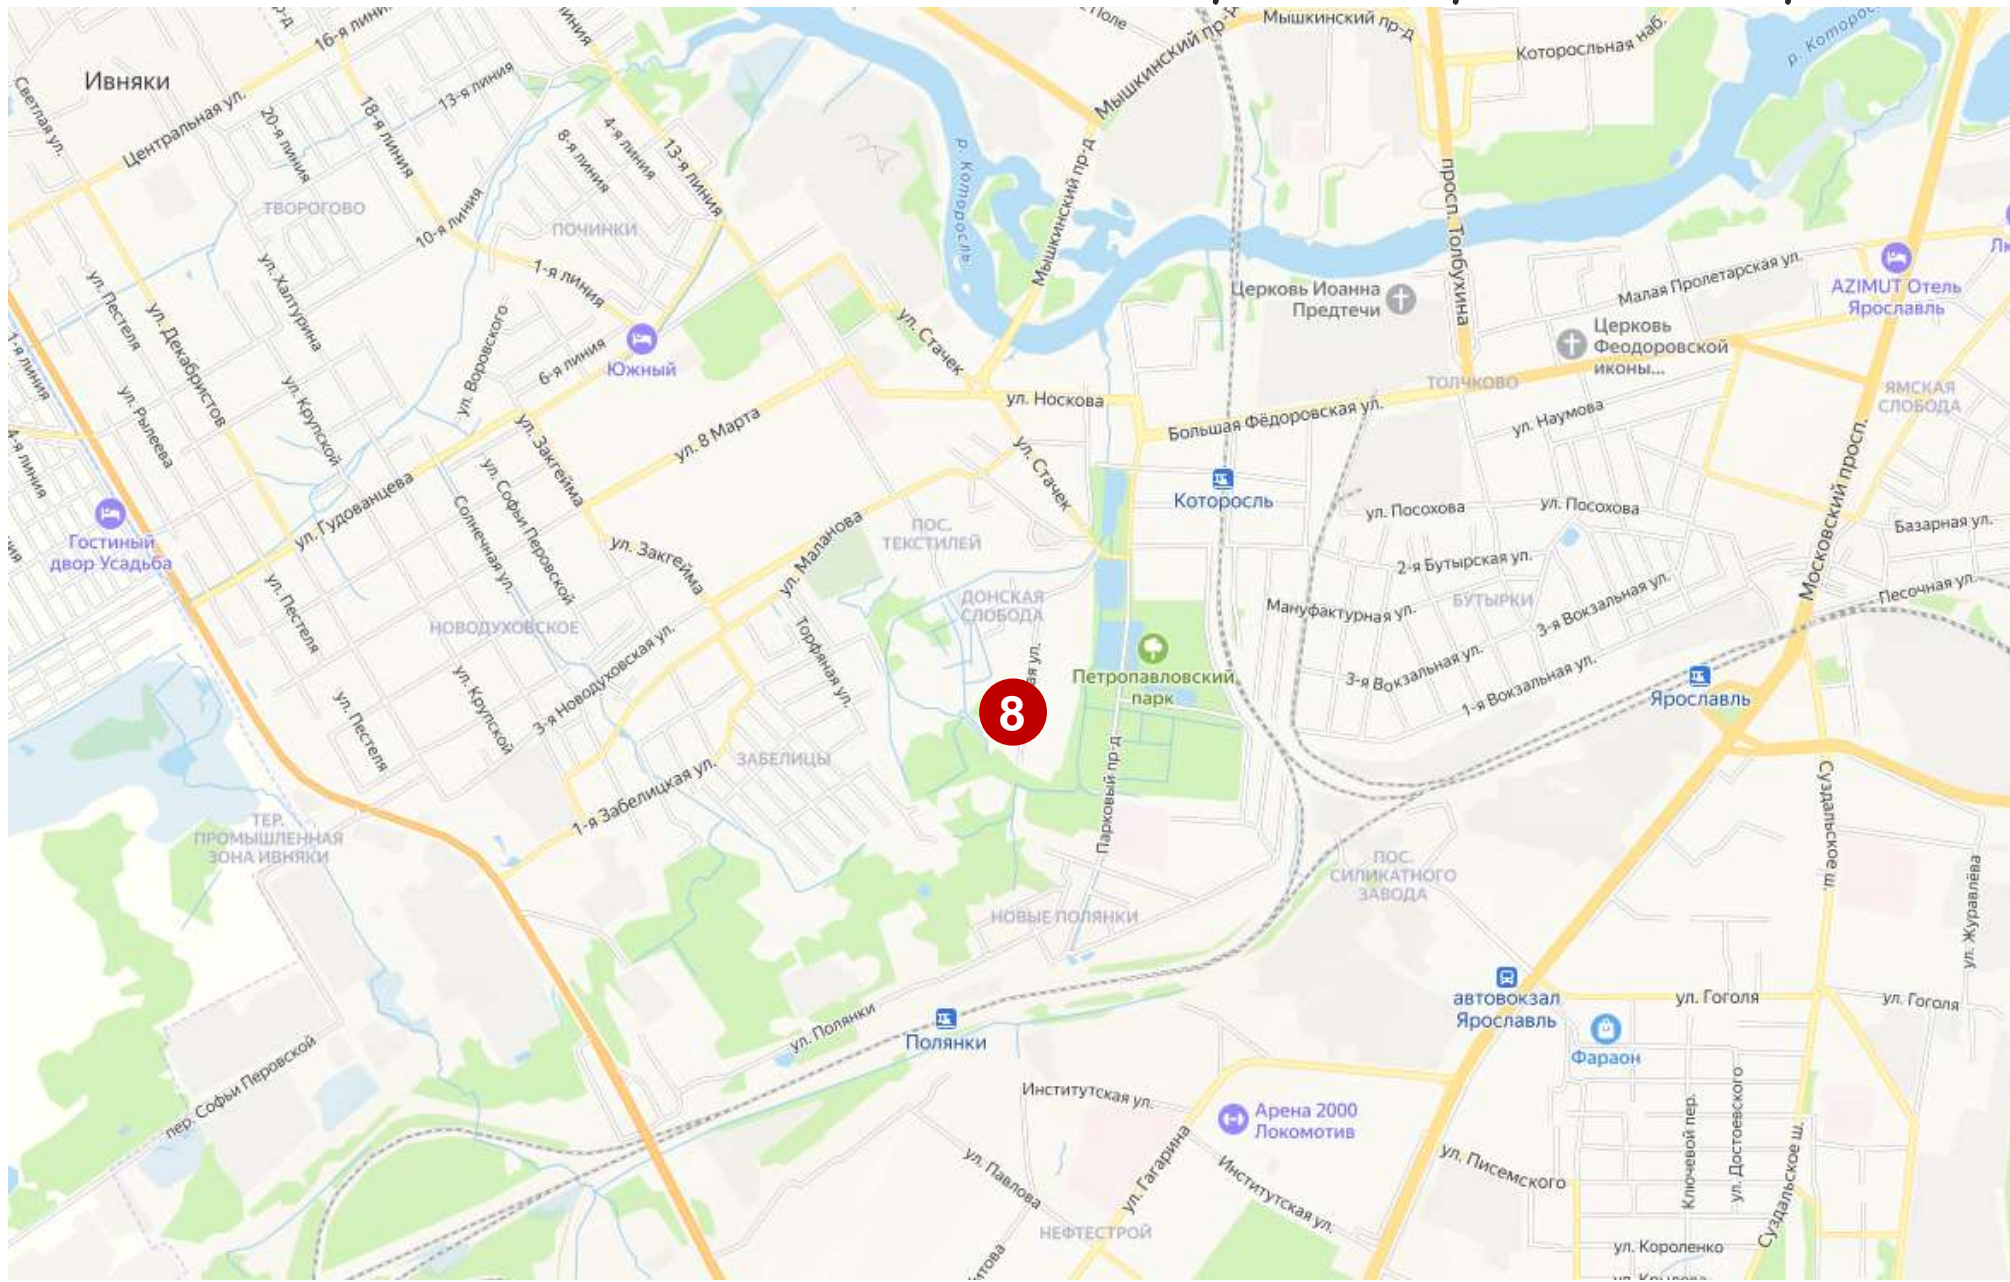 Ивняки
16-я линия
Мышкинский пр-д
Мышкинский пр-д
Которосльная наб.
Светлая ул.
Центральная ул.
20-я линия
18-я линия
13-я линия
10-я линия
8-я линия
4-я линия
13-я линия
ТВОРОГОВО
ПОЧИНКИ
1-я линия
р. Которосль
Мышкинский пр-д
просп. Толбухина
Церковь Иоанна
Предтечи
Малая Пролетарская ул.
AZIMUT Отель
Ярославль
Церковь
Феодоровской
иконы...
ТОЛЧКОВО
ЯМСКАЯ
СЛОБОДА
ул. Пестеля
ул. Декабристов
ул. Халтурина
ул. Воровского
6-я линия
Южный
ул. Стачек
ул. Носкова
Большая Фёдоровская ул.
ул. Наумова
1-я линия
4-я линия
ул. Рылеева
ул. Крупской
ул. Закгейма
ул. 8 Марта
ул. Стачек
Которосль
ул. Посохова
ул. Посохова
Московский просп.
Базарная ул.
Гостиный
двор Усадьба
ул. Гудованцева
ул. Софьи Перовской
Солнечная ул.
ул. Закгейма
ул. Маланова
ПОС.
ТЕКСТИЛЕЙ
ДОНСКАЯ
СЛОБОДА
2-я Бутырская ул.
Мануфактурная ул.
БУТЫРКИ
3-я Вокзальная ул.
Песочная ул.
ул. Пестеля
НОВОДУХОВСКОЕ
3-я Новодуховская ул.
Торфяная ул.
ая ул.
8
Петропавловский
парк
3-я Вокзальная ул.
1-я Вокзальная ул.
Ярославль
ул. Пестеля
ул. Крупской
ЗАБЕЛИЦЫ
1-я Забелицкая ул.
Парковый пр-д
Суздальское ш.
ТЕР.
ПРОМЫШЛЕННАЯ
ЗОНА ИВНЯКИ
ПОС.
СИЛИКАТНОГО
ЗАВОДА
НОВЫЕ ПОЛЯНКИ
ул. Журавлёва
ул. Полянки
Полянки
автовокзал
Ярославль
ул. Гоголя
ул. Гоголя
Фараон
пер. Софьи Перовской
Институтская ул.
Арена 2000
Локомотив
ул. Павлова
ул. Гагарина
Институтская ул.
ул. Писемского
Ключевой пер.
ул. Достоевского
Суздальское ш.
НЕФТЕСТРОЙ
ул. Короленко